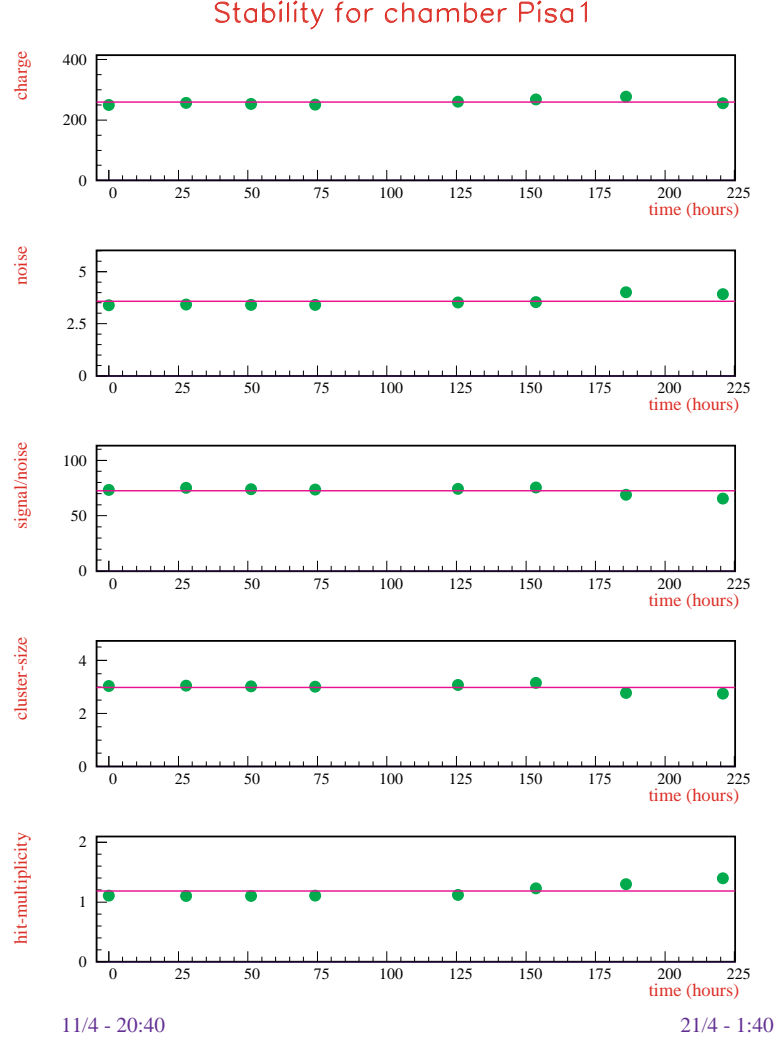 Stability for chamber Pisa1
charge
400
200
0
0 25 50 75 100 125 150 175 200 225
time (hours)
noise
5
2.5
0
0 25 50 75 100 125 150 175 200 225
time (hours)
signal/noise
100
50
0
0 25 50 75 100 125 150 175 200 225
time (hours)
cluster-size
4
2
0
0 25 50 75 100 125 150 175 200 225
time (hours)
hit-multiplicity
2
1
0
0 25 50 75 100 125 150 175 200 225
time (hours)
11/4 - 20:40 21/4 - 1:40